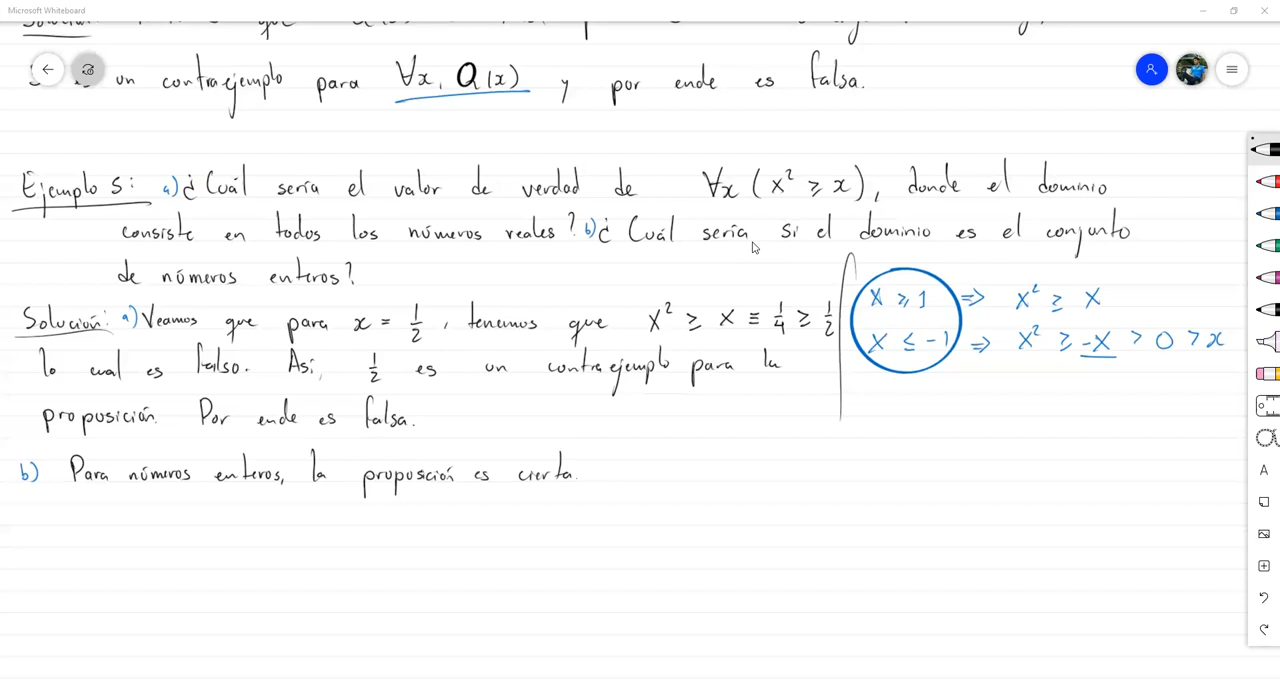 Microsoft Whiteboard
un contraejemplo para ∀x, Q(x) y por ende es falsa.
Ejemplo 5: a) ¿Cuál sería el valor de verdad de ∀x (x² ≥ x), donde el dominio
consiste en todos los números reales? b) ¿Cuál sería si el dominio es el conjunto
de números enteros?
Solución: a) Veamos que para x = 1/2, tenemos que x² ≥ x ≡ 1/4 ≥ 1/2
lo cual es falso. Así, 1/2 es un contraejemplo para la
proposición. Por ende es falsa.
b) Para números enteros, la proposición es cierta.
x ≥ 1 ⇒ x² ≥ x
x ≤ -1 ⇒ x² ≥ -x > 0 > x
A